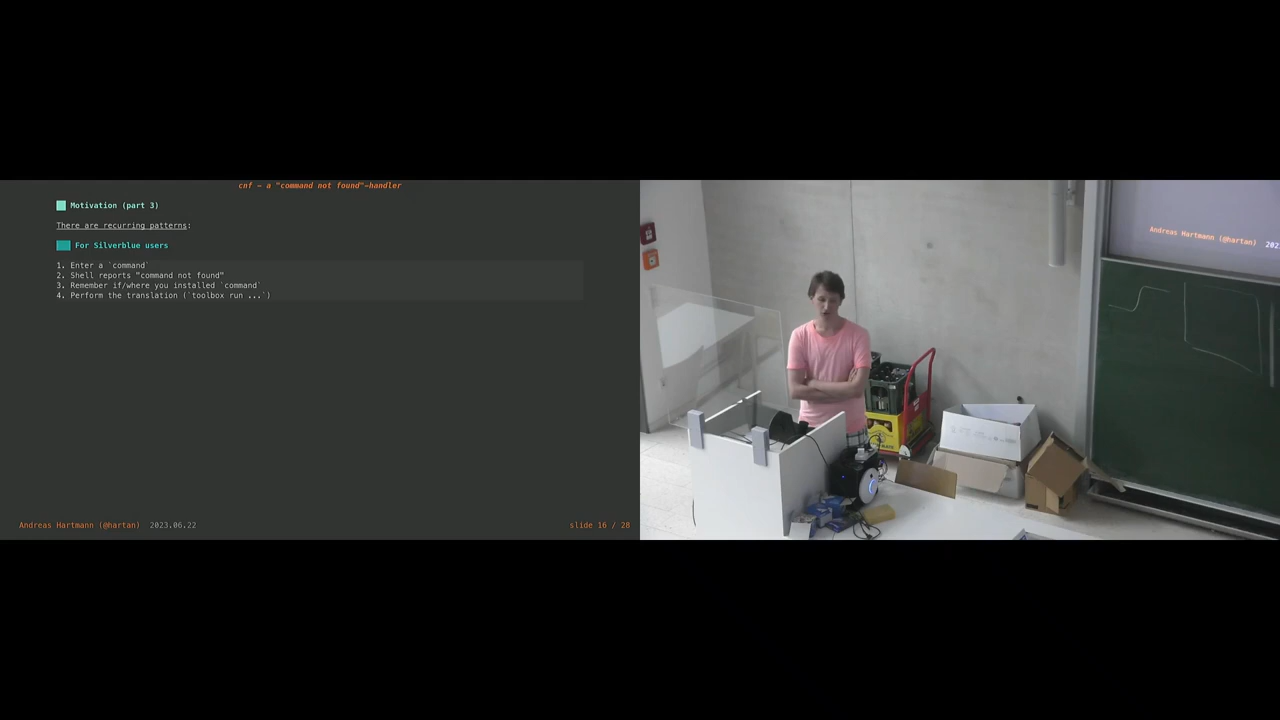 cnf - a "command not found"-handler
Motivation (part 3)
There are recurring patterns:
For Silverblue users
1. Enter a `command`
2. Shell reports "command not found"
3. Remember if/where you installed `command`
4. Perform the translation (`toolbox run ...`)
Andreas Hartmann (@hartan) 2023.06.22
slide 16 / 28
Andreas Hartmann (@hartan) 202